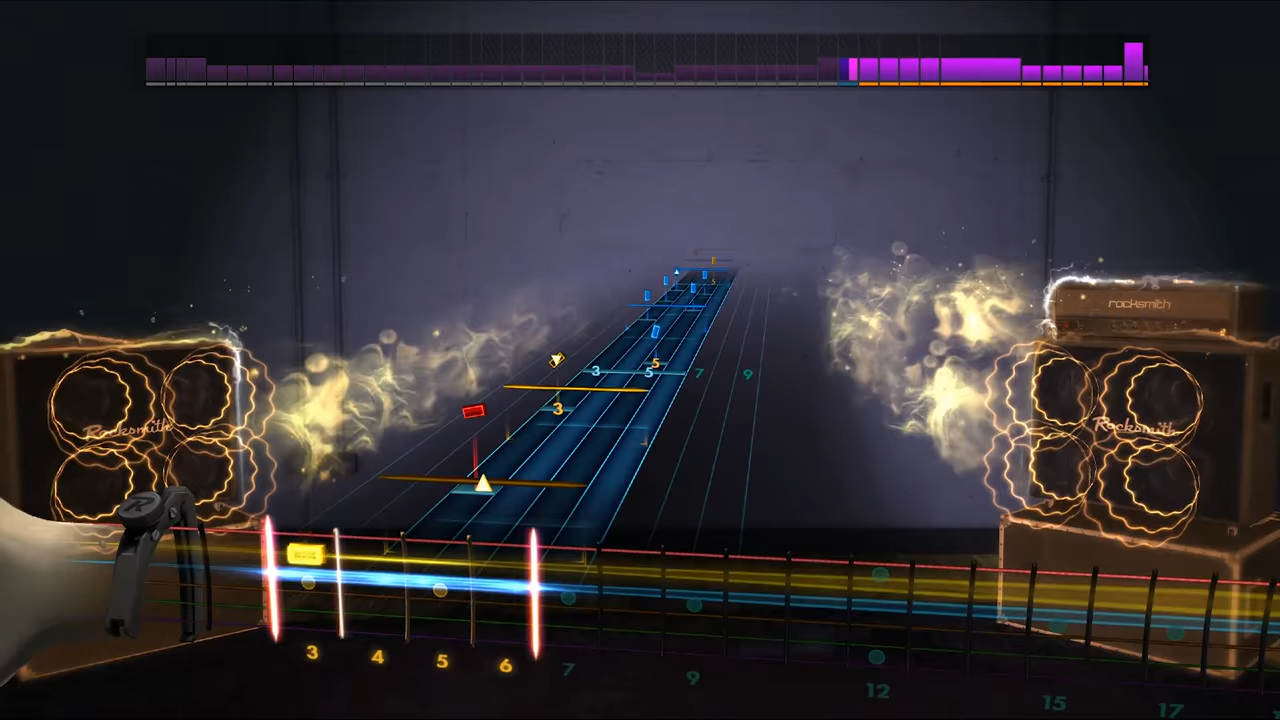 rocksmith
Rocksmith
Rocksmith
3 5 7 9
5
3
3 4 5 6 7 9 12 15 17